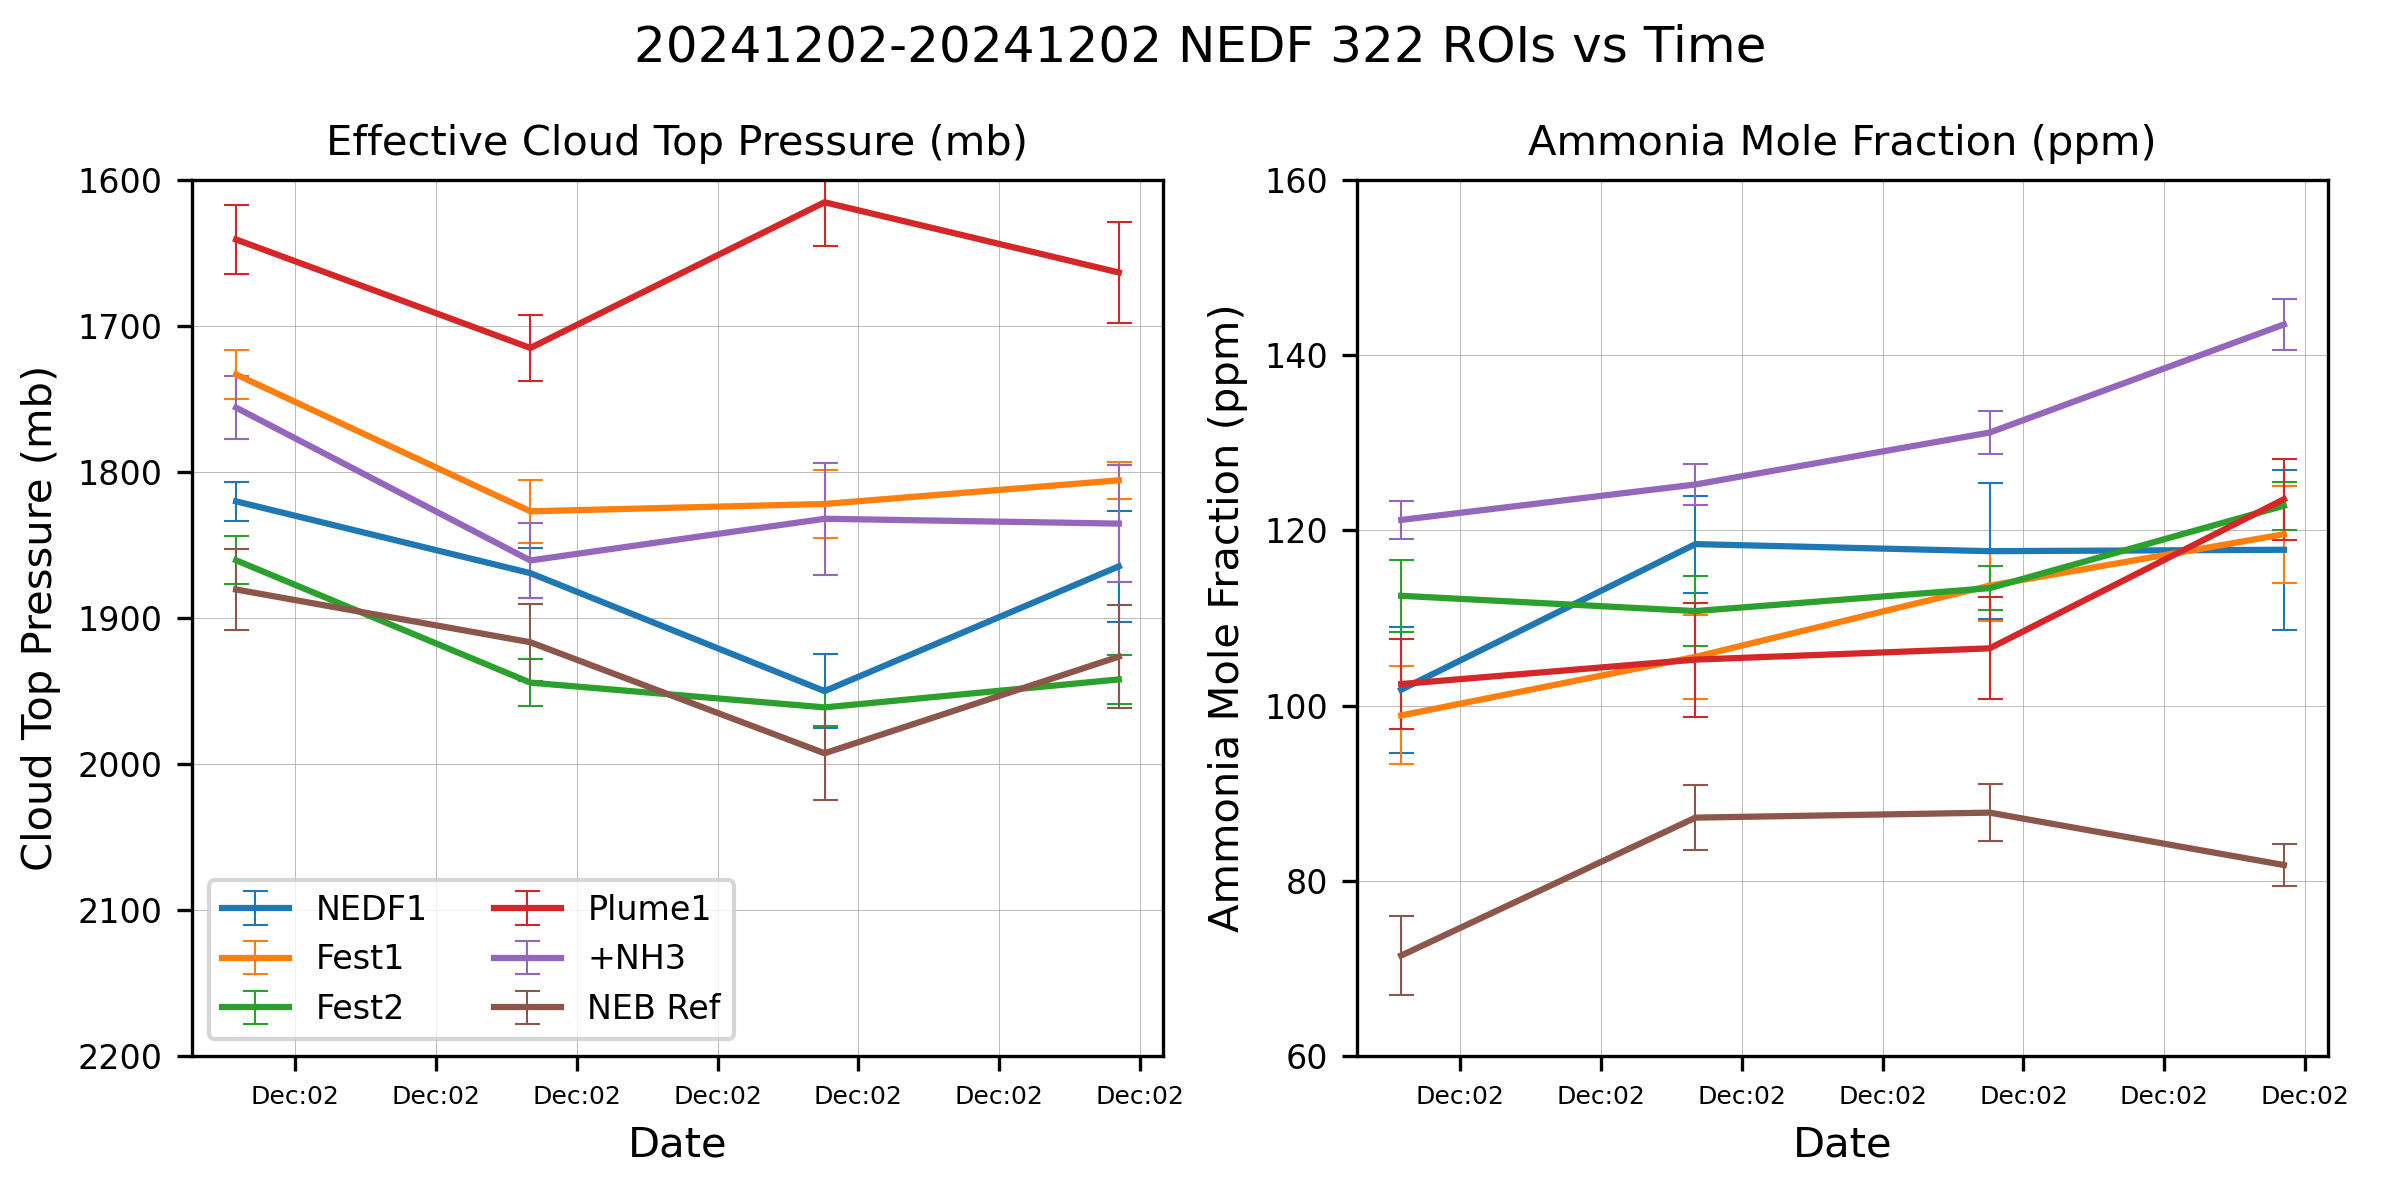 20241202-20241202 NEDF 322 ROIs vs Time
Effective Cloud Top Pressure (mb)
Cloud Top Pressure (mb)
1600
1700
1800
1900
2000
2100
2200
NEDF1
Fest1
Fest2
Plume1
+NH3
NEB Ref
Dec:02 Dec:02 Dec:02 Dec:02 Dec:02 Dec:02 Dec:02
Date
Ammonia Mole Fraction (ppm)
Ammonia Mole Fraction (ppm)
160
140
120
100
80
60
Dec:02 Dec:02 Dec:02 Dec:02 Dec:02 Dec:02 Dec:02
Date